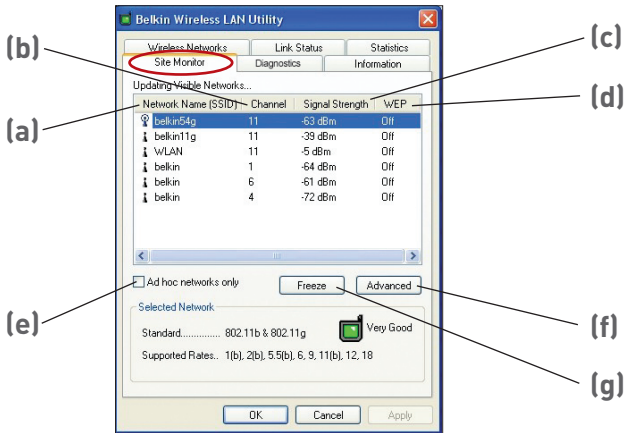 Belkin Wireless LAN Utility
(b)
(c)
Wireless Networks Link Status Statistics
Site Monitor Diagnostics Information
Updating Visible Networks...
(d)
Network Name (SSID) Channel Signal Strength WEP
(a)
belkin54g 11 -63 dBm Off
belkin11g 11 -39 dBm Off
WLAN 11 -5 dBm Off
belkin 1 -64 dBm Off
belkin 6 -61 dBm Off
belkin 4 -72 dBm Off
Ad hoc networks only Freeze Advanced
(e)
Selected Network
(f)
Standard............... 802.11b & 802.11g Very Good
Supported Rates.. 1(b), 2(b), 5.5(b), 6, 9, 11(b), 12, 18
(g)
OK Cancel Apply